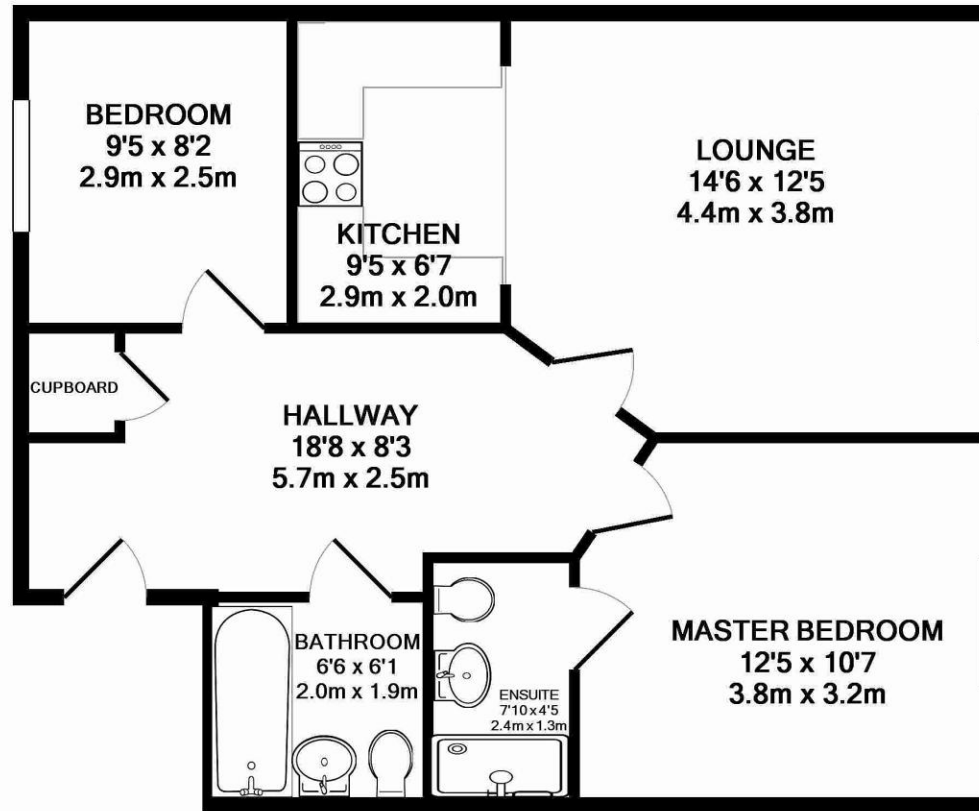 BEDROOM
9'5 x 8'2
2.9m x 2.5m
LOUNGE
14'6 x 12'5
4.4m x 3.8m
KITCHEN
9'5 x 6'7
2.9m x 2.0m
CUPBOARD
HALLWAY
18'8 x 8'3
5.7m x 2.5m
BATHROOM
6'6 x 6'1
2.0m x 1.9m
ENSUITE
7'10 x 4'5
2.4m x 1.3m
MASTER BEDROOM
12'5 x 10'7
3.8m x 3.2m